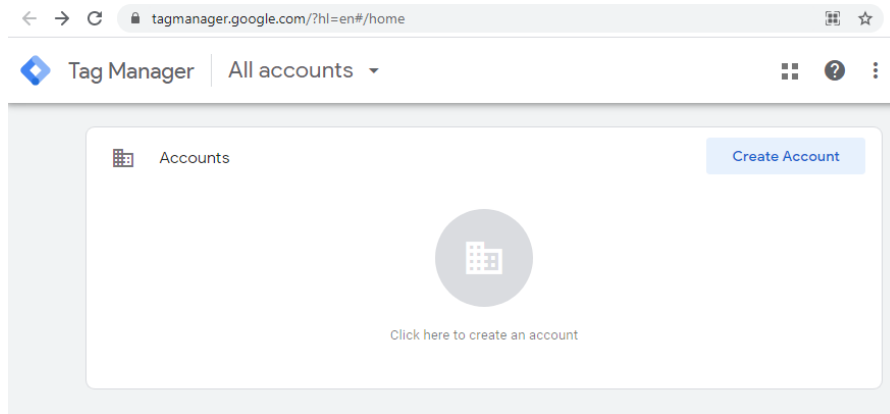 tagmanager.google.com/?hl=en#/home
Tag Manager
All accounts
Accounts
Create Account
Click here to create an account